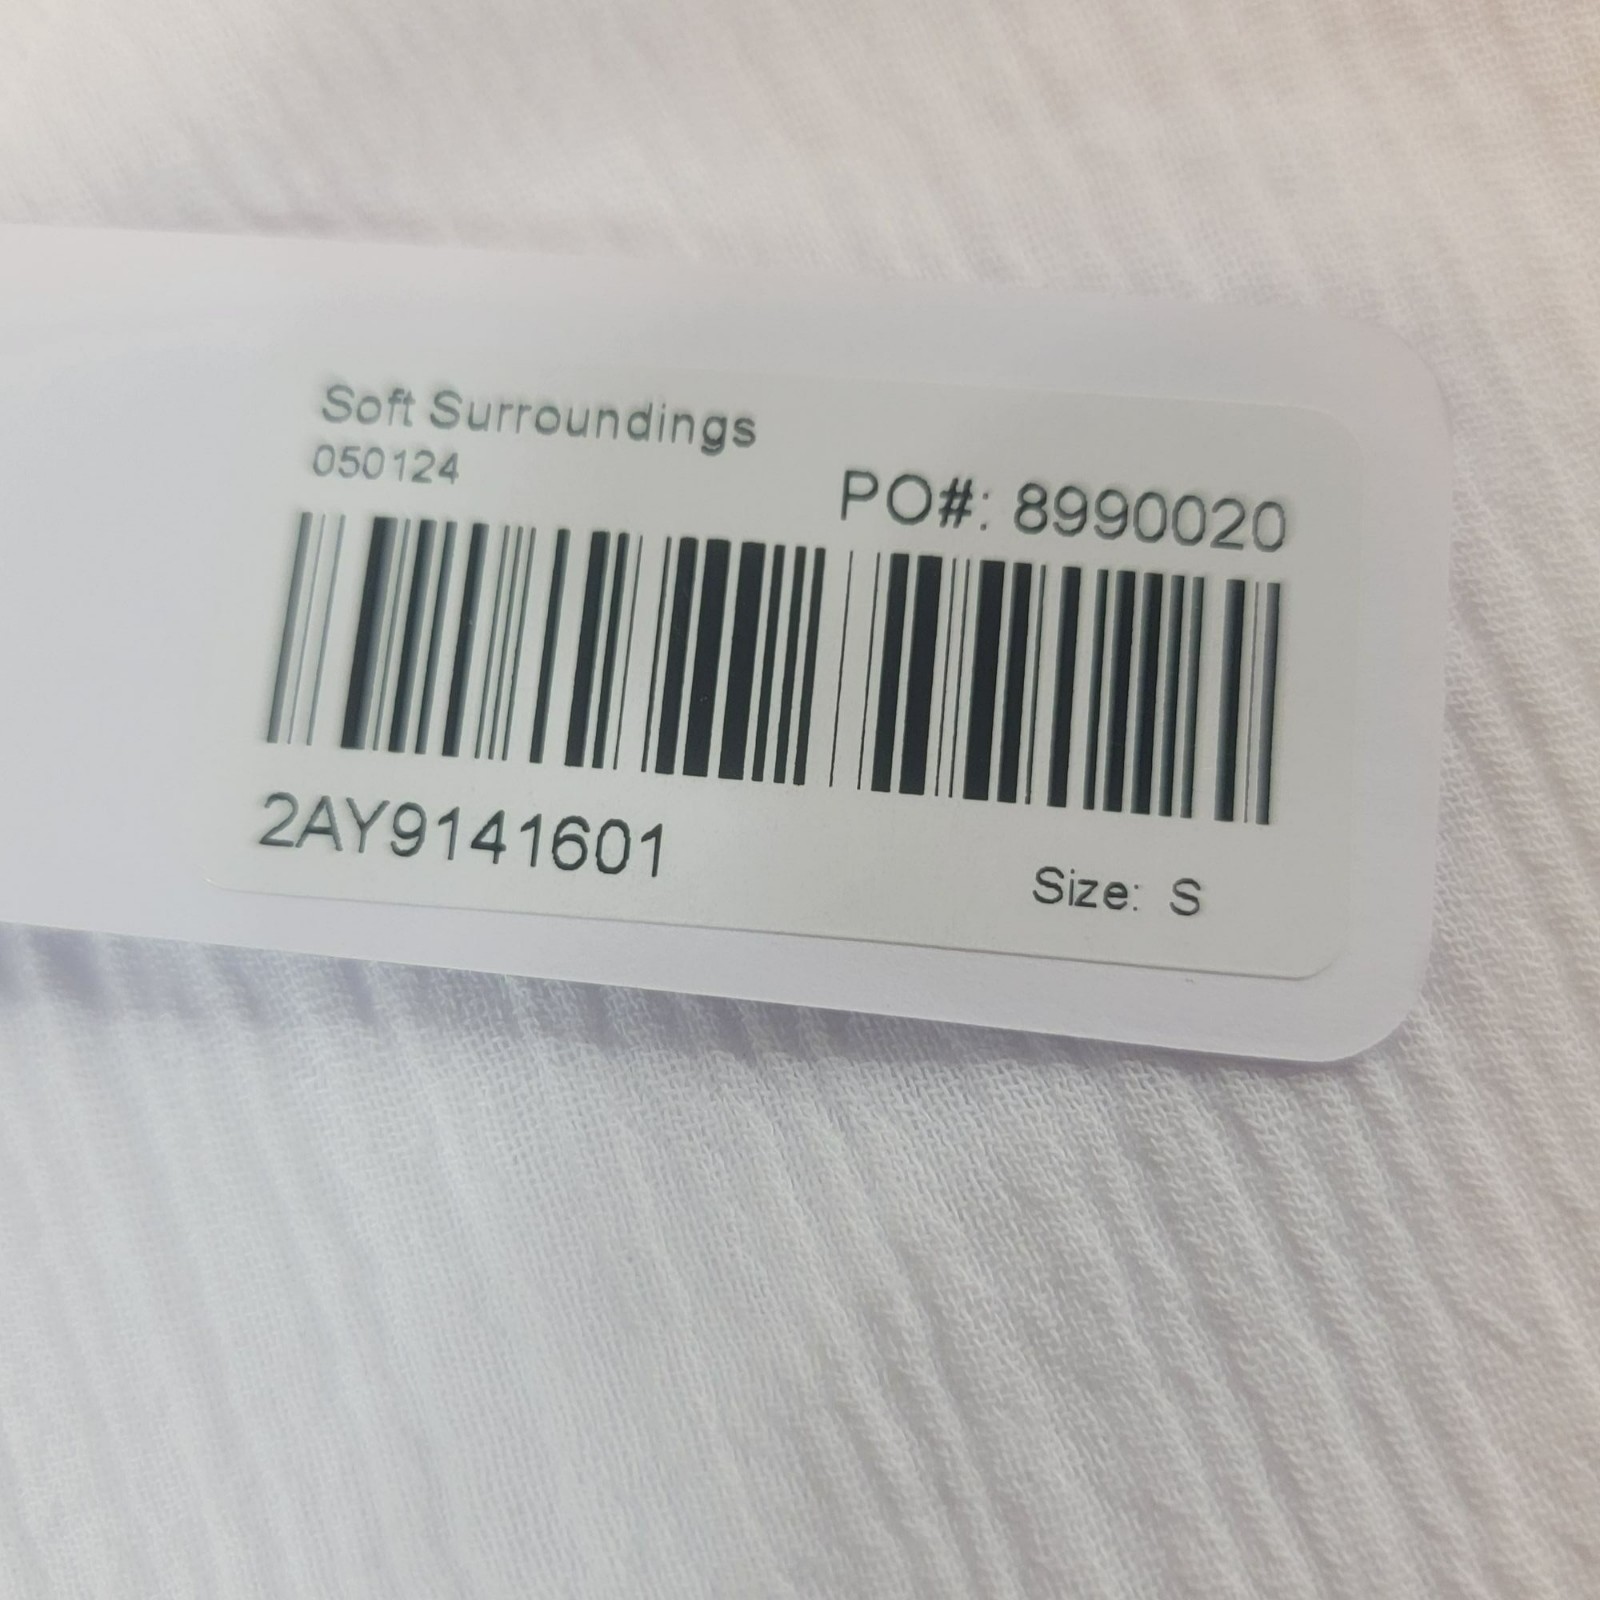 Soft Surroundings
050124
PO#: 8990020
2AY9141601
Size: S